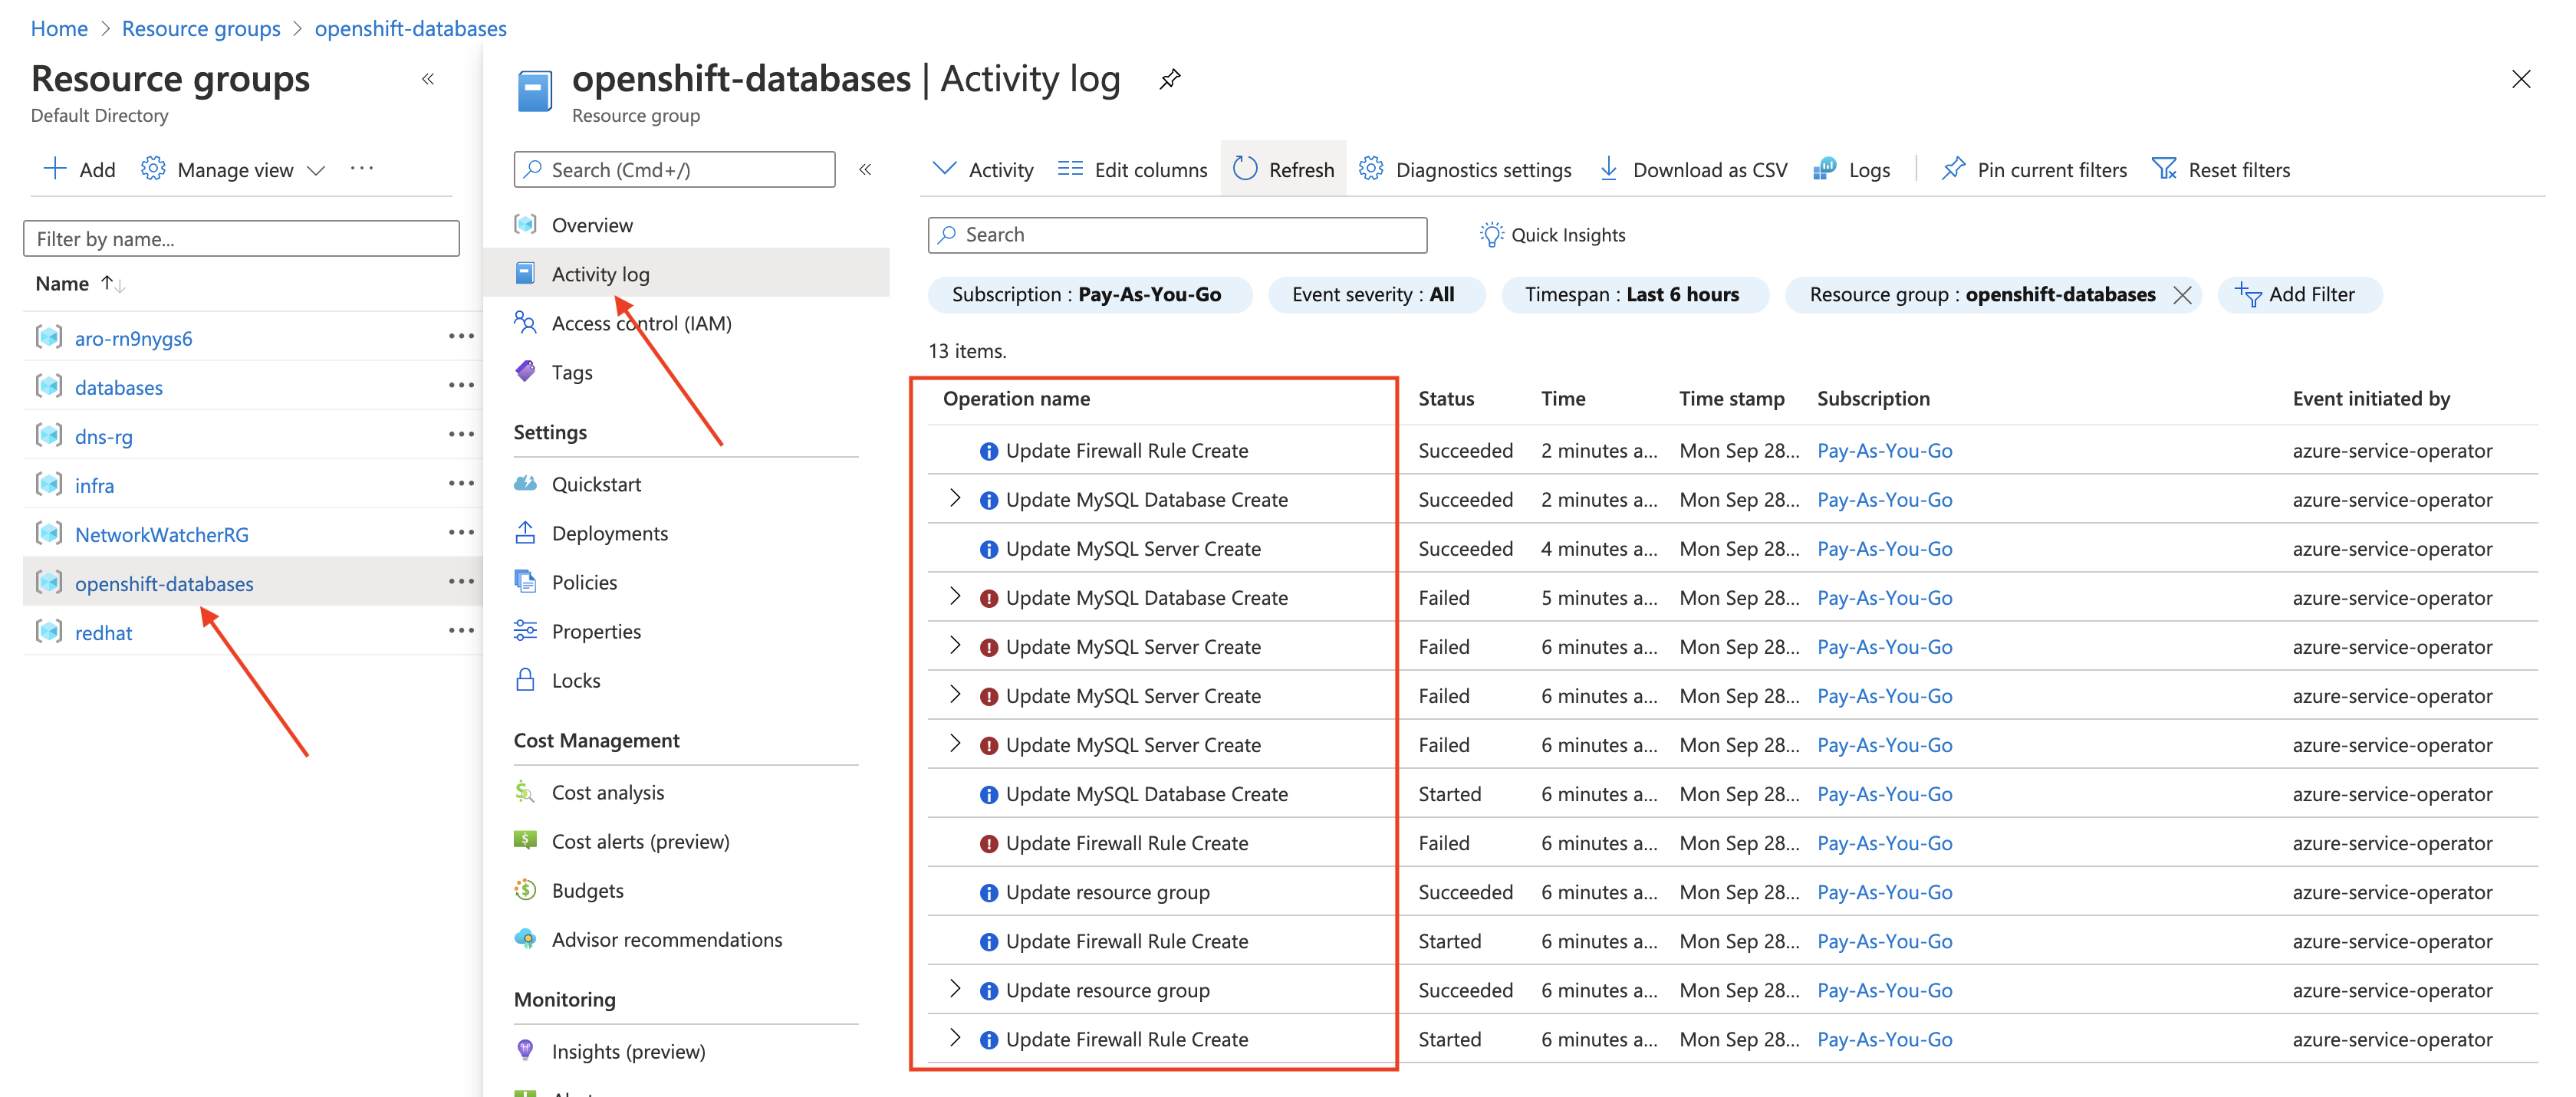 Home > Resource groups > openshift-databases
Resource groups
Default Directory
Add Manage view
Filter by name...
Name
aro-rn9nygs6
databases
dns-rg
infra
NetworkWatcherRG
openshift-databases
redhat
openshift-databases | Activity log
Resource group
Search (Cmd+/)
Overview
Activity log
Access control (IAM)
Tags
Settings
Quickstart
Deployments
Policies
Properties
Locks
Cost Management
Cost analysis
Cost alerts (preview)
Budgets
Advisor recommendations
Monitoring
Insights (preview)
Activity Edit columns Refresh Diagnostics settings Download as CSV Logs Pin current filters Reset filters
Search Quick Insights
Subscription : Pay-As-You-Go Event severity : All Timespan : Last 6 hours Resource group : openshift-databases Add Filter
13 items.
Operation name Status Time Time stamp Subscription Event initiated by
Update Firewall Rule Create Succeeded 2 minutes a... Mon Sep 28... Pay-As-You-Go azure-service-operator
Update MySQL Database Create Succeeded 2 minutes a... Mon Sep 28... Pay-As-You-Go azure-service-operator
Update MySQL Server Create Succeeded 4 minutes a... Mon Sep 28... Pay-As-You-Go azure-service-operator
Update MySQL Database Create Failed 5 minutes a... Mon Sep 28... Pay-As-You-Go azure-service-operator
Update MySQL Server Create Failed 6 minutes a... Mon Sep 28... Pay-As-You-Go azure-service-operator
Update MySQL Server Create Failed 6 minutes a... Mon Sep 28... Pay-As-You-Go azure-service-operator
Update MySQL Server Create Failed 6 minutes a... Mon Sep 28... Pay-As-You-Go azure-service-operator
Update MySQL Database Create Started 6 minutes a... Mon Sep 28... Pay-As-You-Go azure-service-operator
Update Firewall Rule Create Failed 6 minutes a... Mon Sep 28... Pay-As-You-Go azure-service-operator
Update resource group Succeeded 6 minutes a... Mon Sep 28... Pay-As-You-Go azure-service-operator
Update Firewall Rule Create Started 6 minutes a... Mon Sep 28... Pay-As-You-Go azure-service-operator
Update resource group Succeeded 6 minutes a... Mon Sep 28... Pay-As-You-Go azure-service-operator
Update Firewall Rule Create Started 6 minutes a... Mon Sep 28... Pay-As-You-Go azure-service-operator